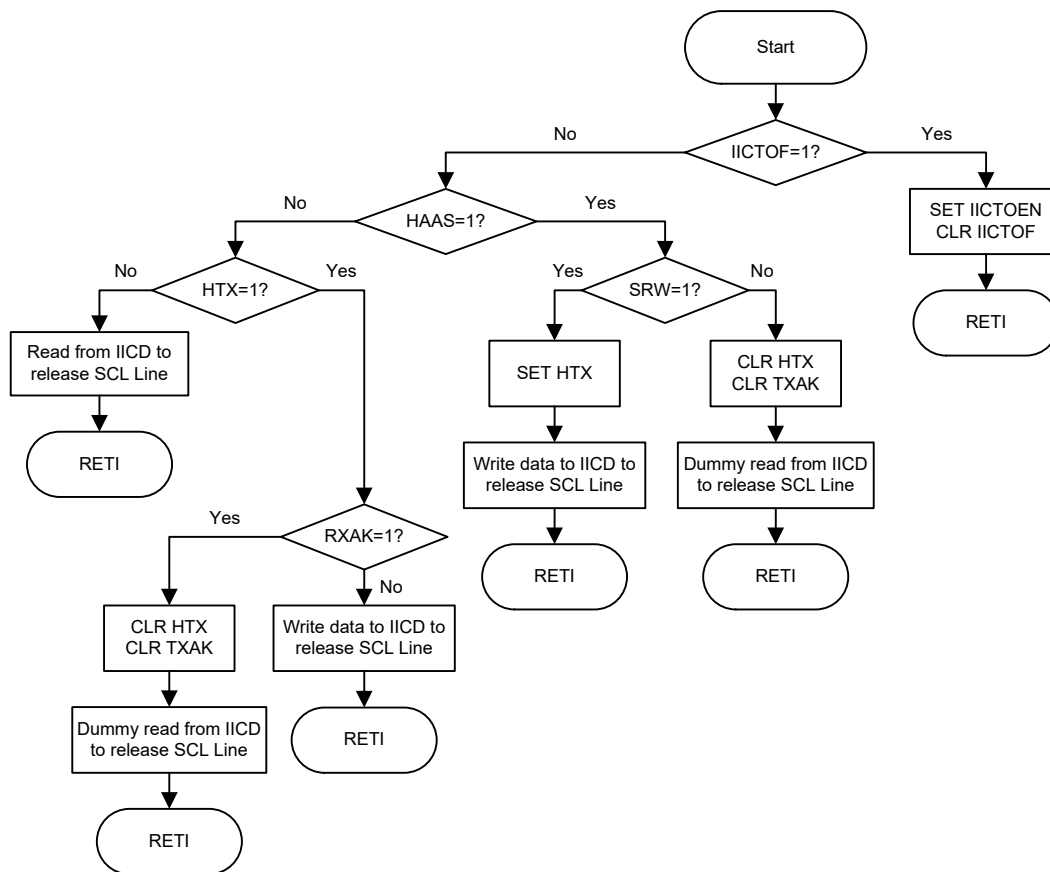 Start
No
IICTOF=1?
Yes
No
HAAS=1?
Yes
SET IICTOEN
CLR IICTOF
No
HTX=1?
Yes
Yes
SRW=1?
No
RETI
Read from IICD to
release SCL Line
SET HTX
CLR HTX
CLR TXAK
RETI
Write data to IICD to
release SCL Line
Dummy read from IICD
to release SCL Line
Yes
RXAK=1?
No
RETI
RETI
CLR HTX
CLR TXAK
Write data to IICD to
release SCL Line
Dummy read from IICD
to release SCL Line
RETI
RETI